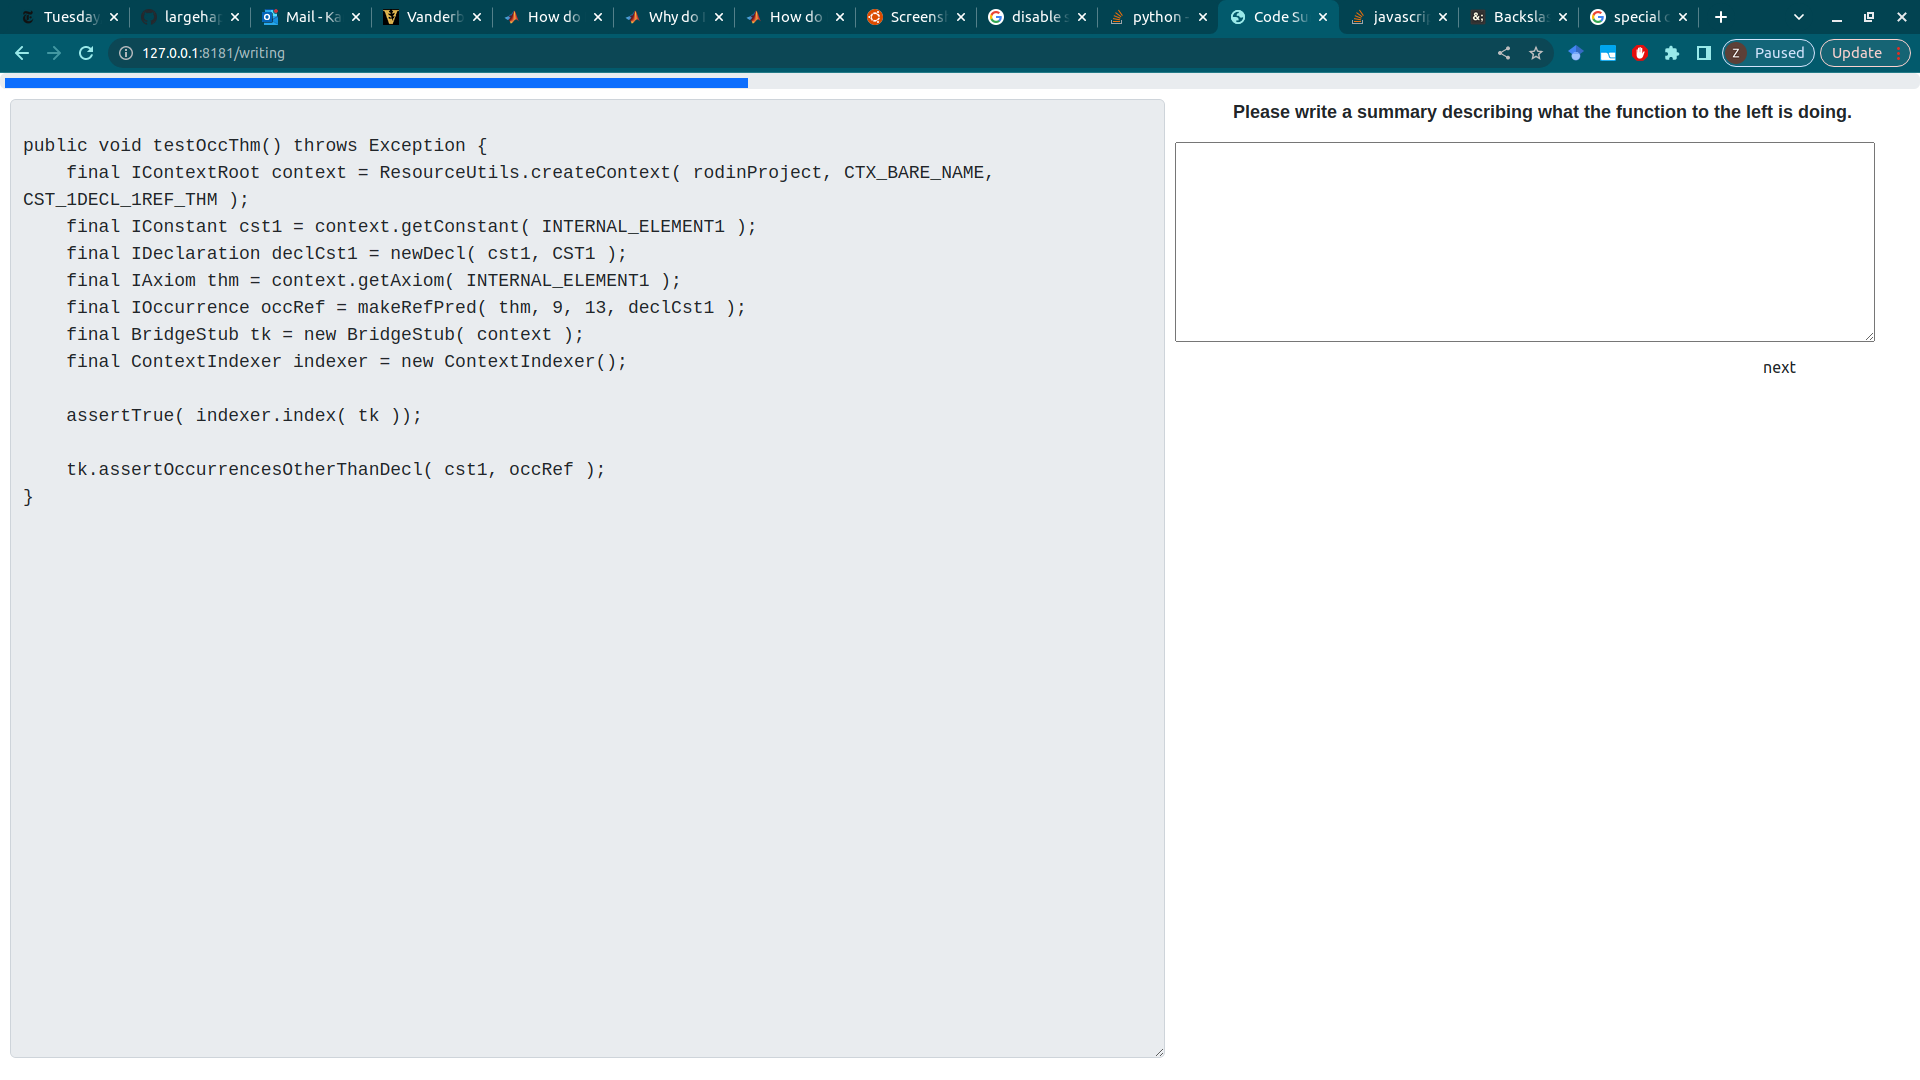 Tuesday
largehap
Mail - Ka
Vanderb
How do
Why do
How do
Screensh
disable s
python -
Code Su
javascrip
Backslas
special c
127.0.0.1:8181/writing
Z Paused
Update
public void testOccThm() throws Exception {
    final IContextRoot context = ResourceUtils.createContext( rodinProject, CTX_BARE_NAME,
CST_1DECL_1REF_THM );
    final IConstant cst1 = context.getConstant( INTERNAL_ELEMENT1 );
    final IDeclaration declCst1 = newDecl( cst1, CST1 );
    final IAxiom thm = context.getAxiom( INTERNAL_ELEMENT1 );
    final IOccurrence occRef = makeRefPred( thm, 9, 13, declCst1 );
    final BridgeStub tk = new BridgeStub( context );
    final ContextIndexer indexer = new ContextIndexer();
    assertTrue( indexer.index( tk ));
    tk.assertOccurrencesOtherThanDecl( cst1, occRef );
}
Please write a summary describing what the function to the left is doing.
next